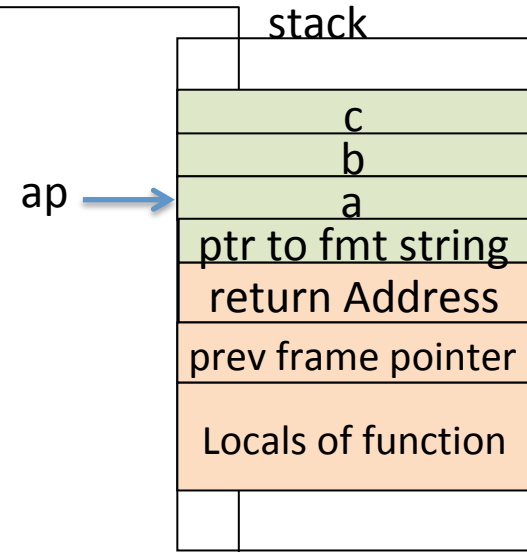 stack
c
b
ap
a
ptr to fmt string
return Address
prev frame pointer
Locals of function